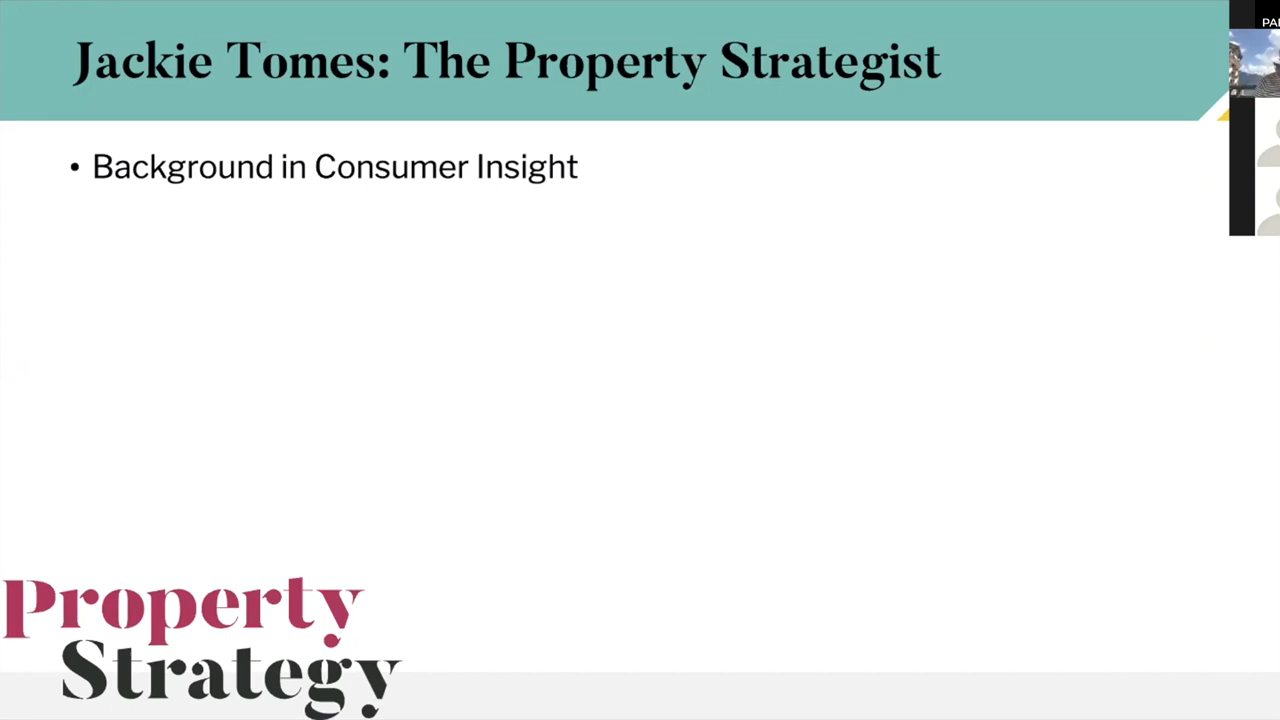 Jackie Tomes: The Property Strategist
• Background in Consumer Insight
Property
Strategy